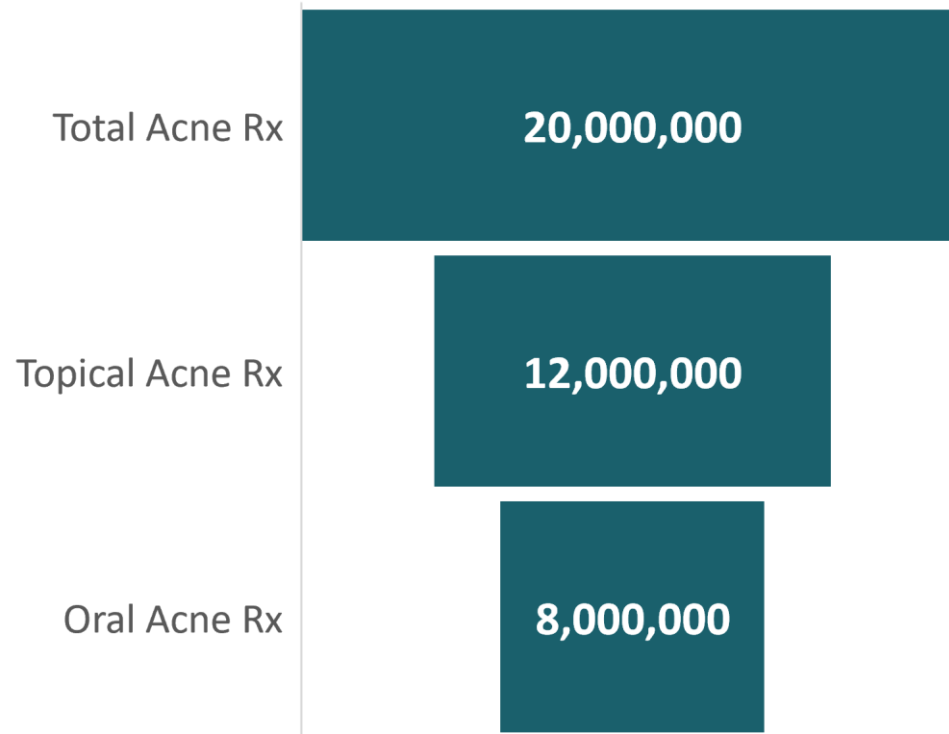 Total Acne Rx
20,000,000
Topical Acne Rx
12,000,000
Oral Acne Rx
8,000,000